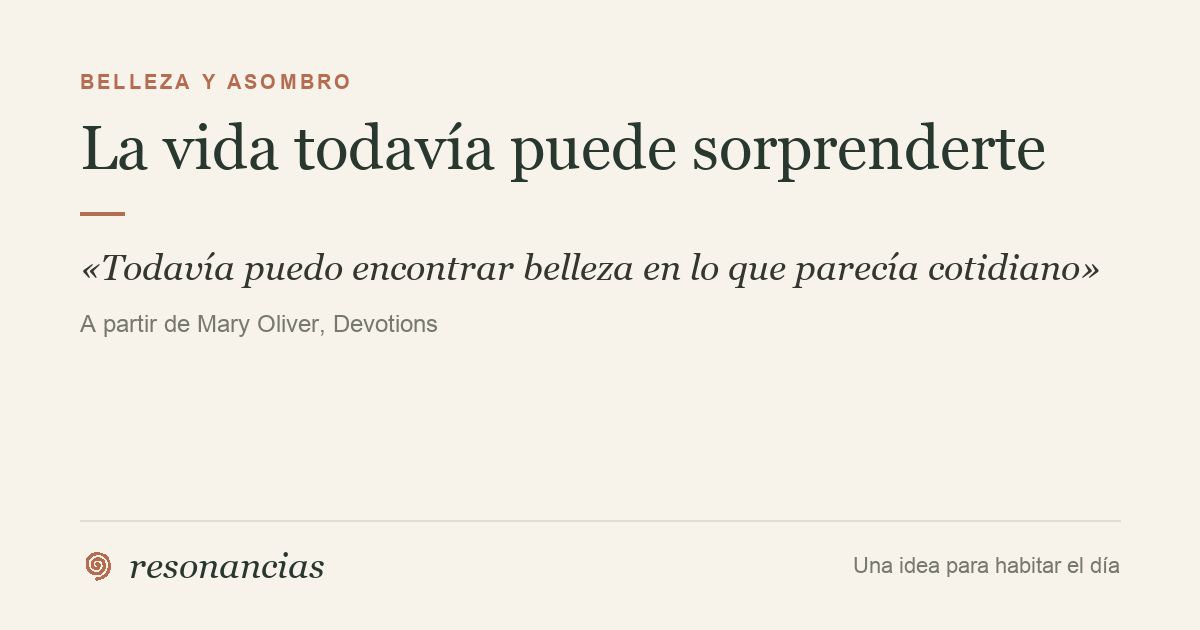 BELLEZA Y ASOMBRO
La vida todavía puede sorprenderte
«Todavía puedo encontrar belleza en lo que parecía cotidiano»
A partir de Mary Oliver, Devotions
resonancias
Una idea para habitar el día